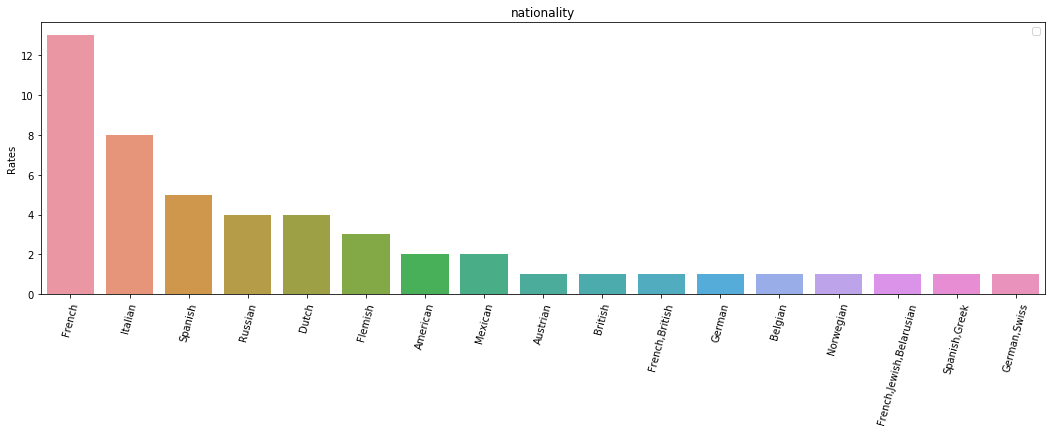 nationality
Rates
12
10
8
6
4
2
0
French
Italian
Spanish
Russian
Dutch
Flemish
American
Mexican
Austrian
British
French,British
German
Belgian
Norwegian
French,Jewish,Belarusian
Spanish,Greek
German,Swiss